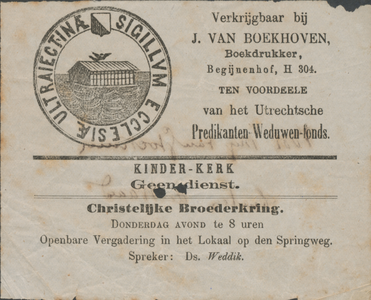 SIGILLVM ECCLESIÆ ULTRAIECTINÆ
Verkrijgbaar bij
J. VAN BOEKHOVEN,
Boekdrukker,
Begijnenhof, H 304.
TEN VOORDEELE
van het Utrechtsche
Predikanten Weduwen-fonds.
KINDER-KERK
Geen dienst.
Christelijke Broederkring.
DONDERDAG AVOND te 8 uren
Openbare Vergadering in het Lokaal op den Springweg.
Spreker: Ds. Weddik.